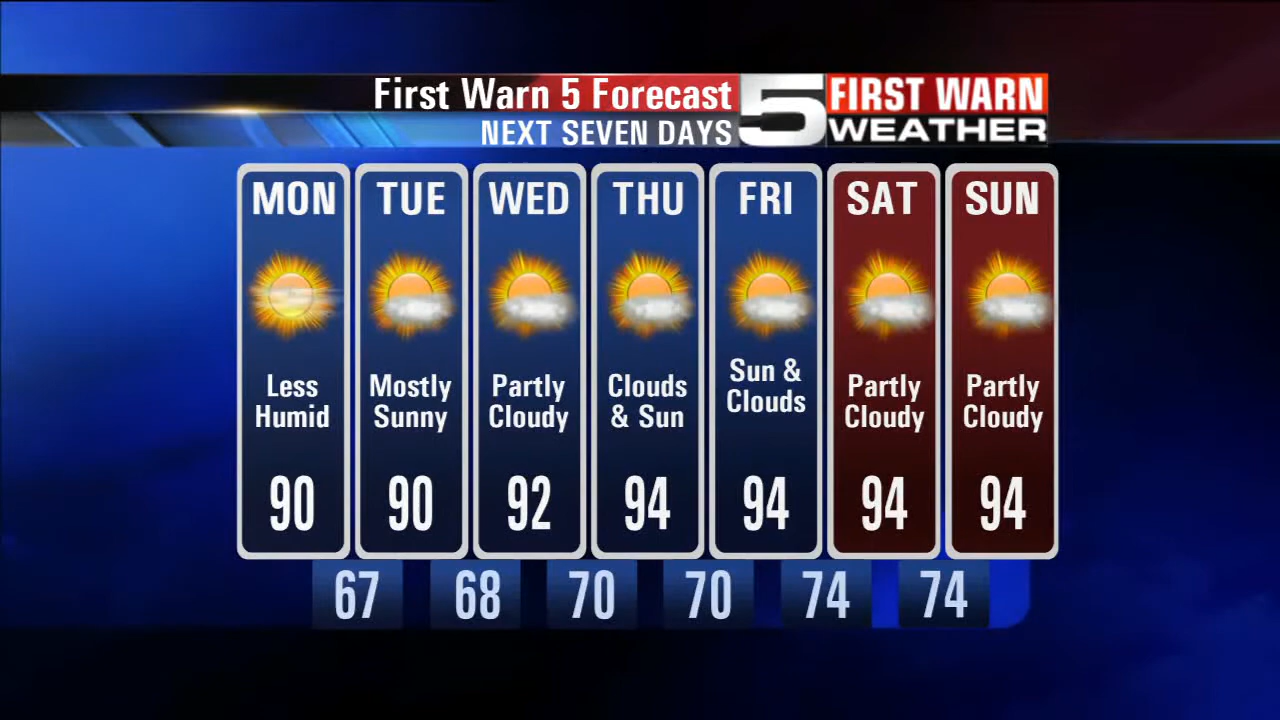 First Warn 5 Forecast
NEXT SEVEN DAYS
5 FIRST WARN
WEATHER
MON TUE WED THU FRI SAT SUN
Less Mostly Partly Clouds Sun & Partly Partly
Humid Sunny Cloudy & Sun Clouds Cloudy Cloudy
90 90 92 94 94 94 94
67 68 70 70 74 74